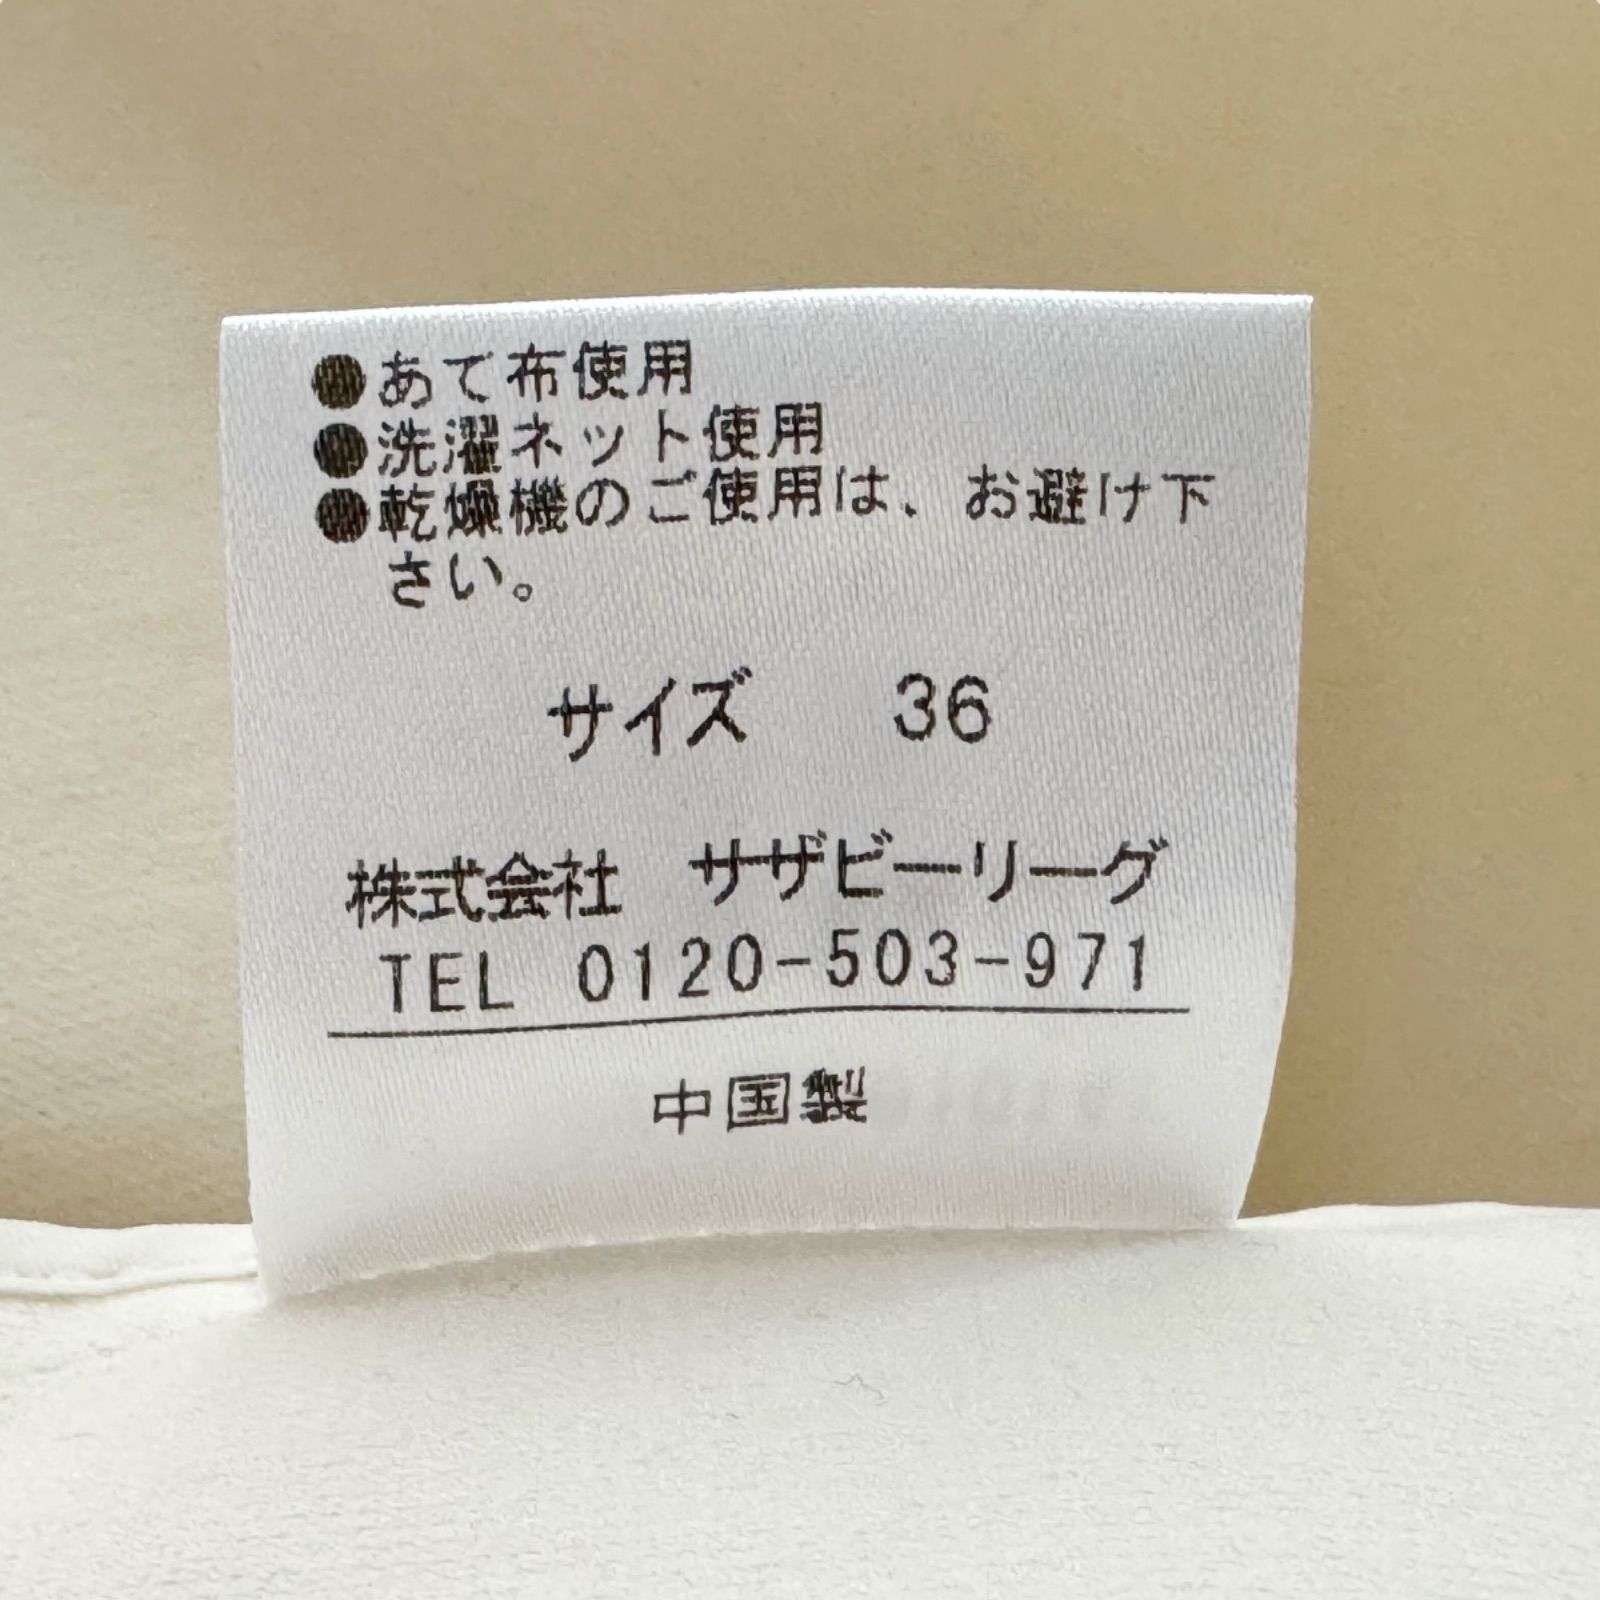 ●あて布使用
●洗濯ネット使用
●乾燥機のご使用は、お避け下
さい。
サイズ　36
株式会社　サザビーリーグ
TEL 0120-503-971
中国製